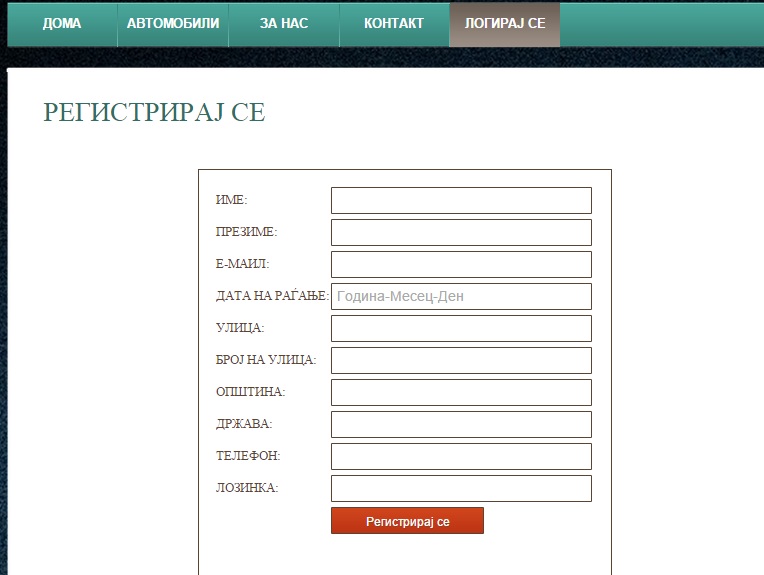 ДОМА АВТОМОБИЛИ ЗА НАС КОНТАКТ ЛОГИРАЈ СЕ
РЕГИСТРИРАЈ СЕ
ИМЕ:
ПРЕЗИМЕ:
Е-МАИЛ:
ДАТА НА РАЃАЊЕ: Година-Месец-Ден
УЛИЦА:
БРОЈ НА УЛИЦА:
ОПШТИНА:
ДРЖАВА:
ТЕЛЕФОН:
ЛОЗИНКА:
Регистрирај се